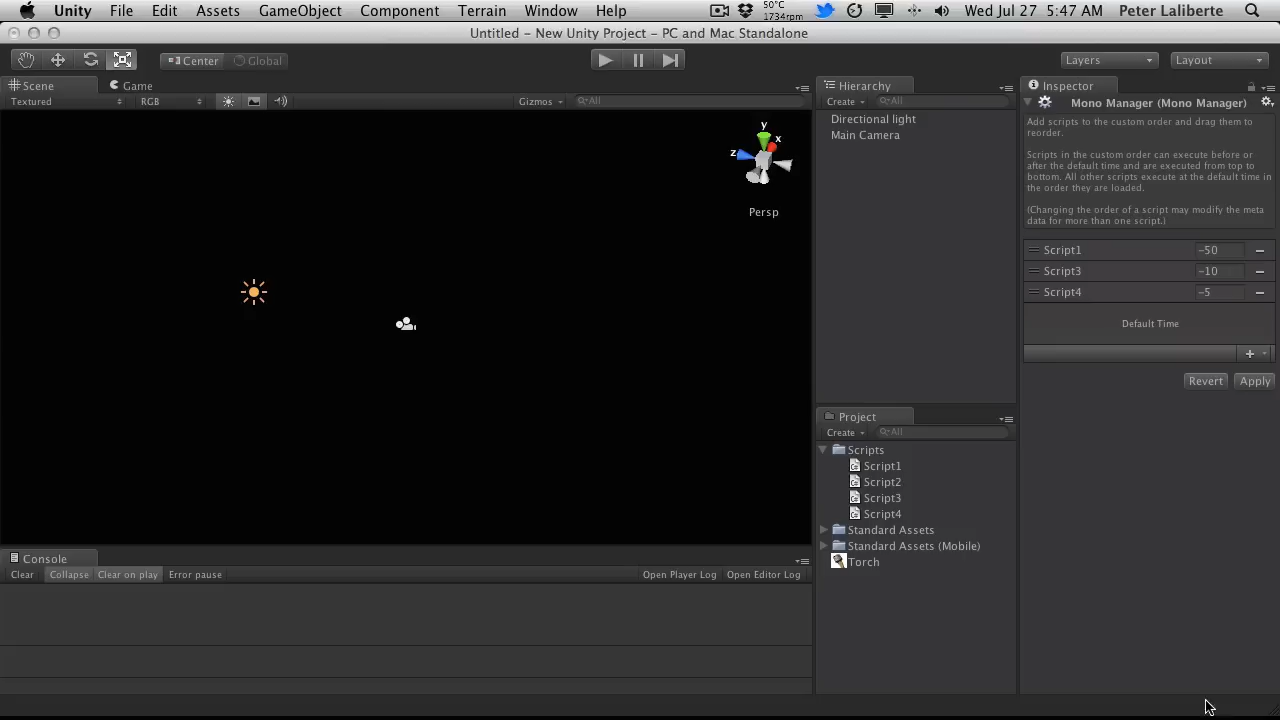 Unity File Edit Assets GameObject Component Terrain Window Help 50°C 1734rpm Wed Jul 27 5:47 AM Peter Laliberte
Untitled – New Unity Project – PC and Mac Standalone
Center Global Layers Layout
Scene Game
Textured RGB Gizmos All
y
x
z
Persp
Hierarchy
Create All
Directional light
Main Camera
Inspector
Mono Manager (Mono Manager)
Add scripts to the custom order and drag them to
reorder.
Scripts in the custom order can execute before or
after the default time and are executed from top to
bottom. All other scripts execute at the default time in
the order they are loaded.
(Changing the order of a script may modify the meta
data for more than one script.)
Script1 -50
Script3 -10
Script4 -5
Default Time
Revert Apply
Project
Create All
Scripts
Script1
Script2
Script3
Script4
Standard Assets
Standard Assets (Mobile)
Torch
Console
Clear Collapse Clear on play Error pause Open Player Log Open Editor Log